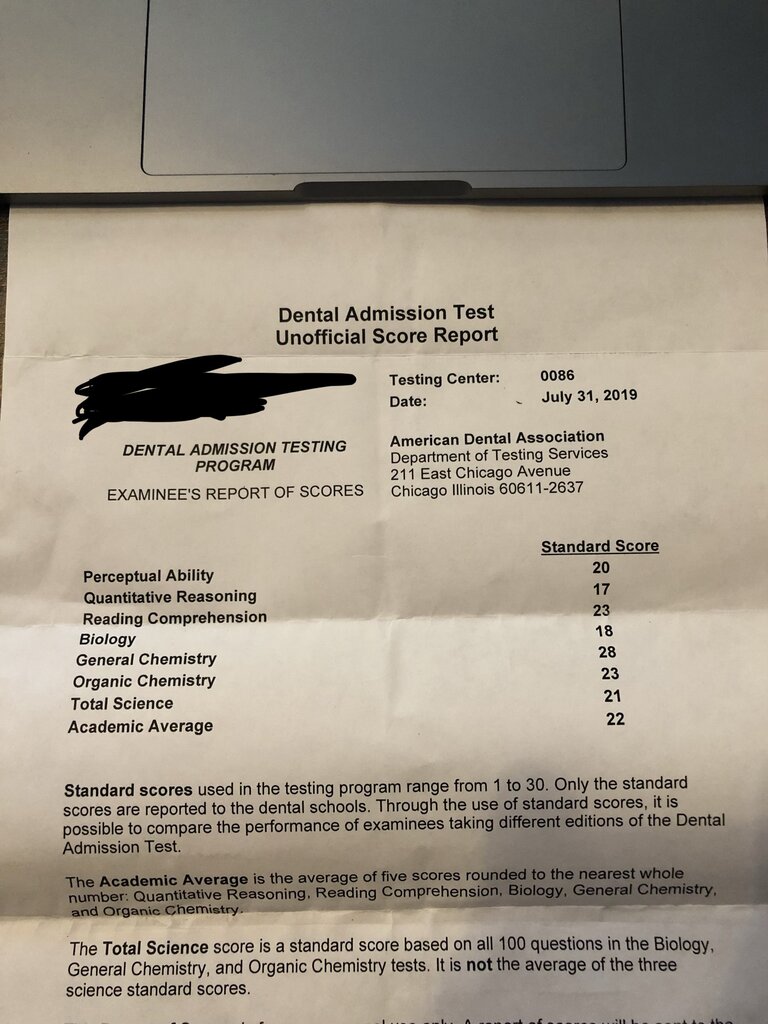 Dental Admission Test
Unofficial Score Report
Testing Center: 0086
Date: July 31, 2019
DENTAL ADMISSION TESTING
PROGRAM
EXAMINEE'S REPORT OF SCORES
American Dental Association
Department of Testing Services
211 East Chicago Avenue
Chicago Illinois 60611-2637
Standard Score
Perceptual Ability 20
Quantitative Reasoning 17
Reading Comprehension 23
Biology 18
General Chemistry 28
Organic Chemistry 23
Total Science 21
Academic Average 22
Standard scores used in the testing program range from 1 to 30. Only the standard
scores are reported to the dental schools. Through the use of standard scores, it is
possible to compare the performance of examinees taking different editions of the Dental
Admission Test.
The Academic Average is the average of five scores rounded to the nearest whole
number: Quantitative Reasoning, Reading Comprehension, Biology, General Chemistry,
and Organic Chemistry.
The Total Science score is a standard score based on all 100 questions in the Biology,
General Chemistry, and Organic Chemistry tests. It is not the average of the three
science standard scores.